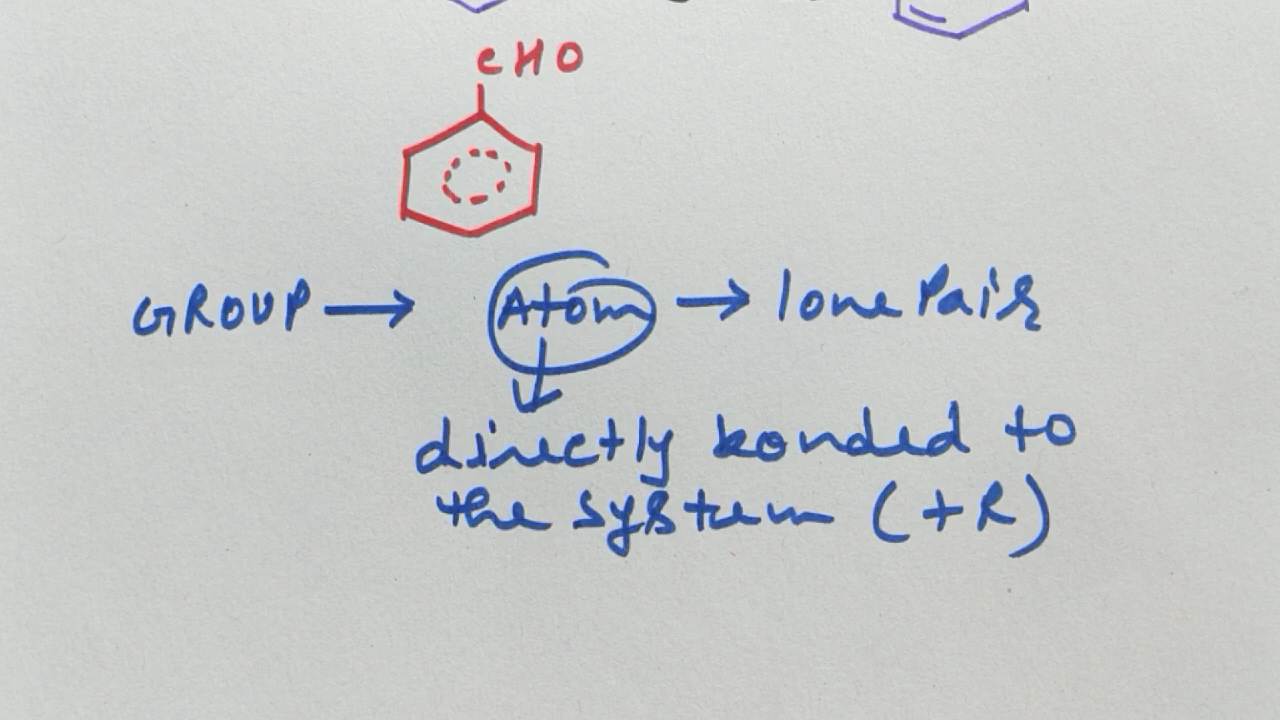 CHO
GROUP → Atom → lone Pair
directly bonded to
the system (+R)